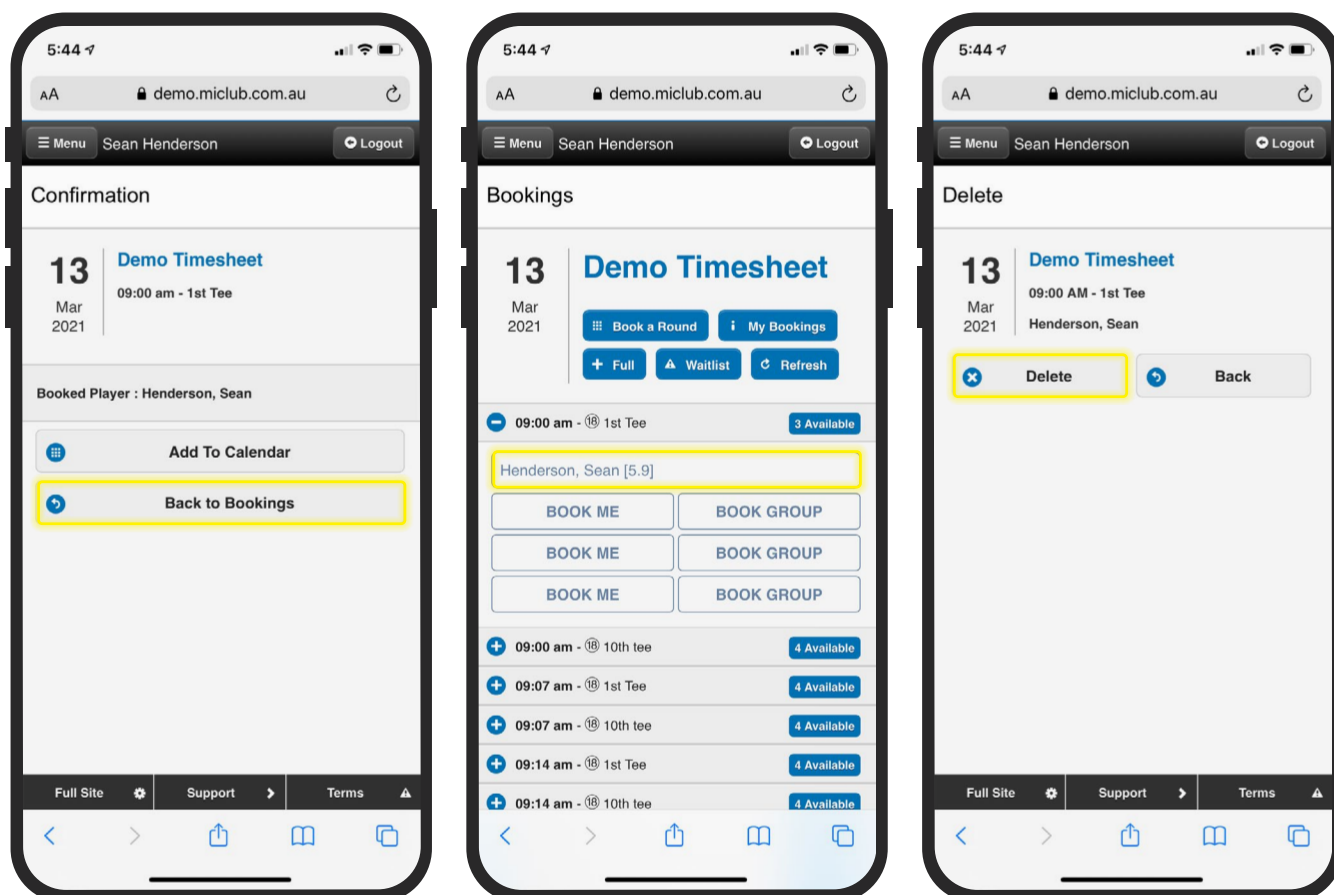 5:44
AA demo.miclub.com.au
Menu Sean Henderson Logout
Confirmation
13
Mar
2021
Demo Timesheet
09:00 am - 1st Tee
Booked Player : Henderson, Sean
Add To Calendar
Back to Bookings
Full Site Support Terms
5:44
AA demo.miclub.com.au
Menu Sean Henderson Logout
Bookings
13
Mar
2021
Demo Timesheet
Book a Round My Bookings
Full Waitlist Refresh
09:00 am - 18 1st Tee 3 Available
Henderson, Sean [5.9]
BOOK ME BOOK GROUP
BOOK ME BOOK GROUP
BOOK ME BOOK GROUP
09:00 am - 18 10th tee 4 Available
09:07 am - 18 1st Tee 4 Available
09:07 am - 18 10th tee 4 Available
09:14 am - 18 1st Tee 4 Available
09:14 am - 18 10th tee 4 Available
5:44
AA demo.miclub.com.au
Menu Sean Henderson Logout
Delete
13
Mar
2021
Demo Timesheet
09:00 AM - 1st Tee
Henderson, Sean
Delete Back
Full Site Support Terms